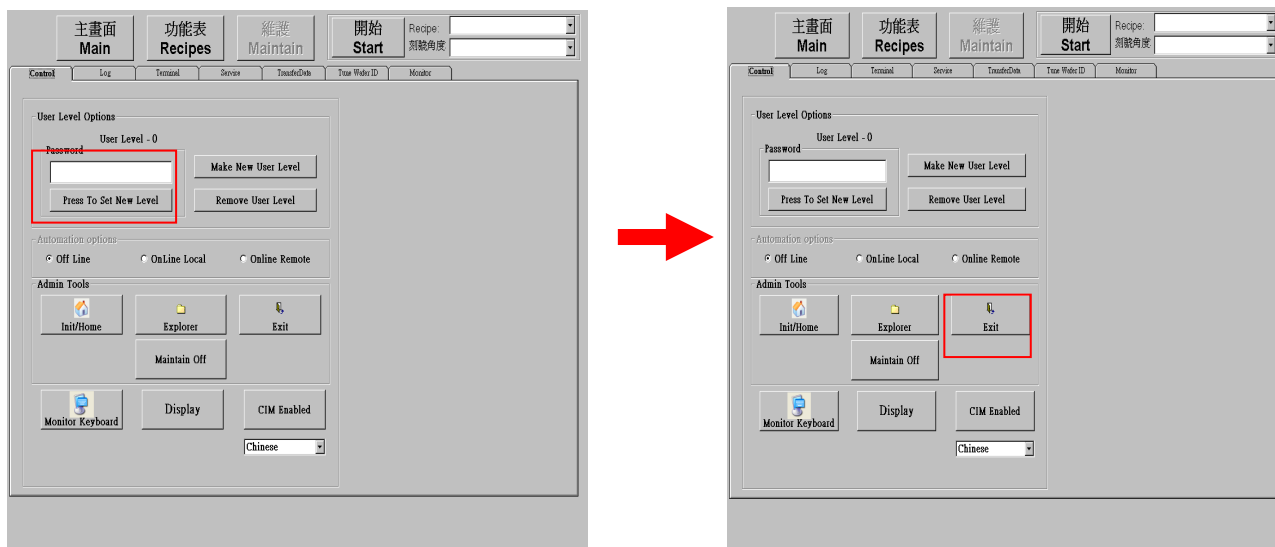 主畫面 功能表 維護 開始 Recipe:
Main Recipes Maintain Start 刻號角度
Control Log Terminal Service TransferData Tune Wafer ID Monitor
User Level Options
User Level - 0
Password
Make New User Level
Press To Set New Level Remove User Level
Automation options
Off Line OnLine Local Online Remote
Admin Tools
Init/Home Explorer Exit
Maintain Off
Monitor Keyboard Display CIM Enabled
Chinese
主畫面 功能表 維護 開始 Recipe:
Main Recipes Maintain Start 刻號角度
Control Log Terminal Service TransferData Tune Wafer ID Monitor
User Level Options
User Level - 0
Password
Make New User Level
Press To Set New Level Remove User Level
Automation options
Off Line OnLine Local Online Remote
Admin Tools
Init/Home Explorer Exit
Maintain Off
Monitor Keyboard Display CIM Enabled
Chinese